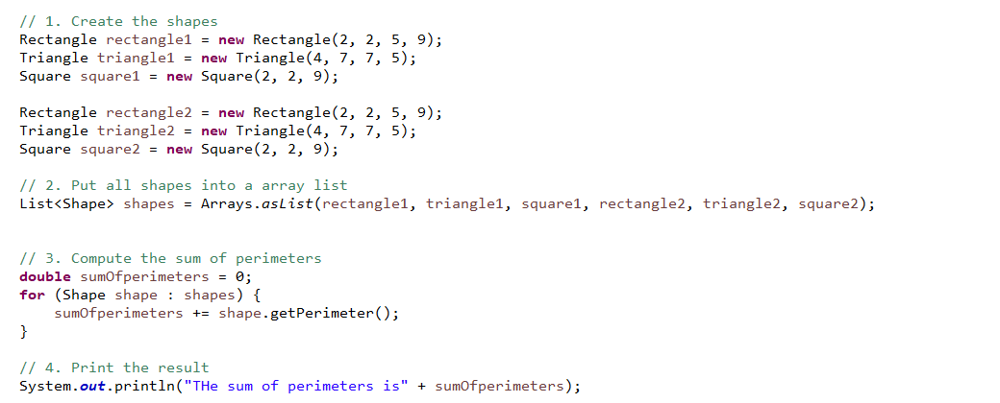 // 1. Create the shapes
Rectangle rectangle1 = new Rectangle(2, 2, 5, 9);
Triangle triangle1 = new Triangle(4, 7, 7, 5);
Square square1 = new Square(2, 2, 9);
Rectangle rectangle2 = new Rectangle(2, 2, 5, 9);
Triangle triangle2 = new Triangle(4, 7, 7, 5);
Square square2 = new Square(2, 2, 9);
// 2. Put all shapes into a array list
List<Shape> shapes = Arrays.asList(rectangle1, triangle1, square1, rectangle2, triangle2, square2);
// 3. Compute the sum of perimeters
double sumOfperimeters = 0;
for (Shape shape : shapes) {
    sumOfperimeters += shape.getPerimeter();
}
// 4. Print the result
System.out.println("THe sum of perimeters is" + sumOfperimeters);